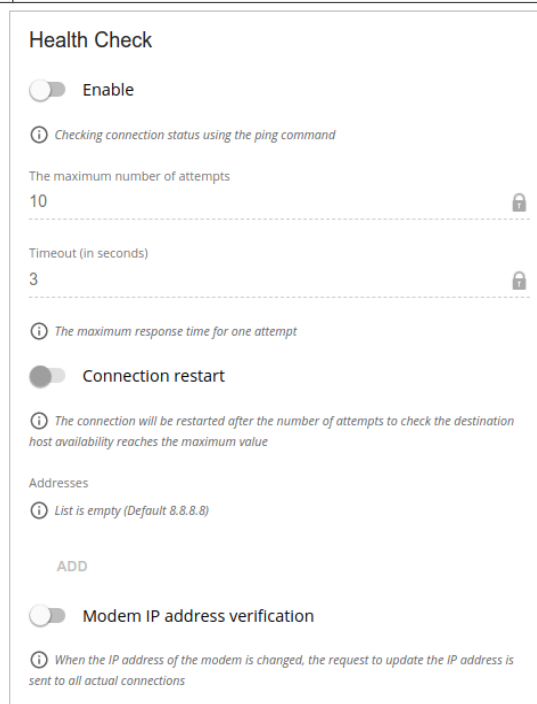 Health Check
Enable
Checking connection status using the ping command
The maximum number of attempts
10
Timeout (in seconds)
3
The maximum response time for one attempt
Connection restart
The connection will be restarted after the number of attempts to check the destination
host availability reaches the maximum value
Addresses
List is empty (Default 8.8.8.8)
ADD
Modem IP address verification
When the IP address of the modem is changed, the request to update the IP address is
sent to all actual connections